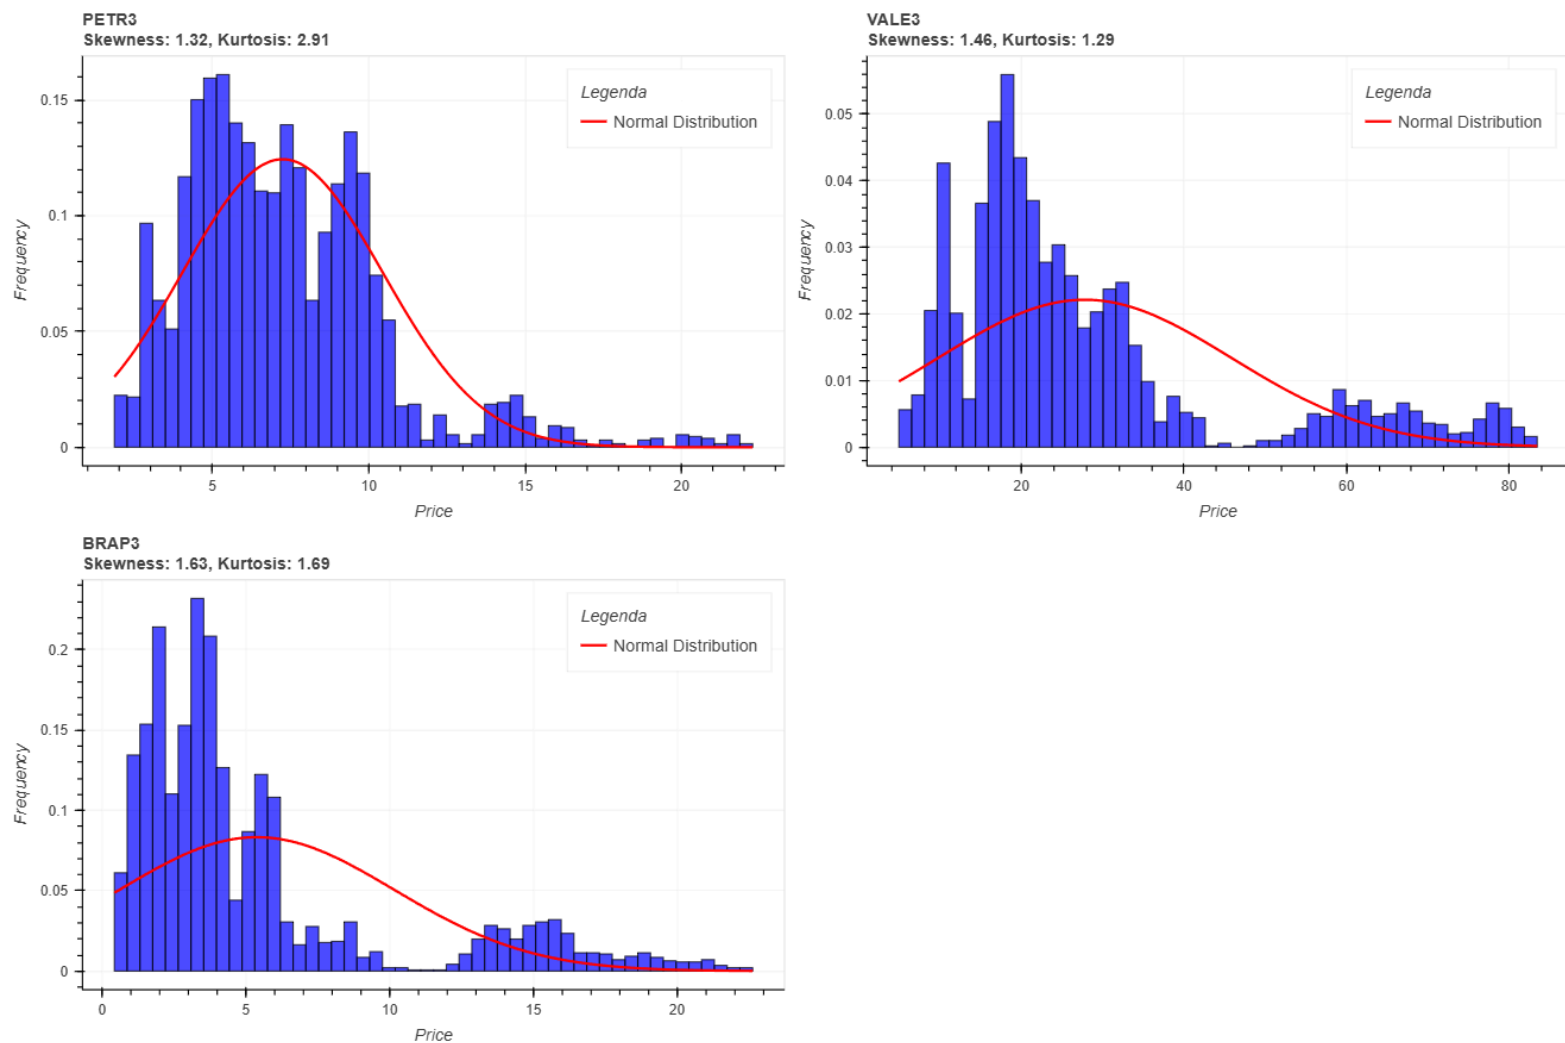 PETR3
Skewness: 1.32, Kurtosis: 2.91
Legenda
Normal Distribution
0.15
0.1
0.05
0
Frequency
5
10
15
20
Price
VALE3
Skewness: 1.46, Kurtosis: 1.29
Legenda
Normal Distribution
0.05
0.04
0.03
0.02
0.01
0
Frequency
20
40
60
80
Price
BRAP3
Skewness: 1.63, Kurtosis: 1.69
Legenda
Normal Distribution
0.2
0.15
0.1
0.05
0
Frequency
0
5
10
15
20
Price